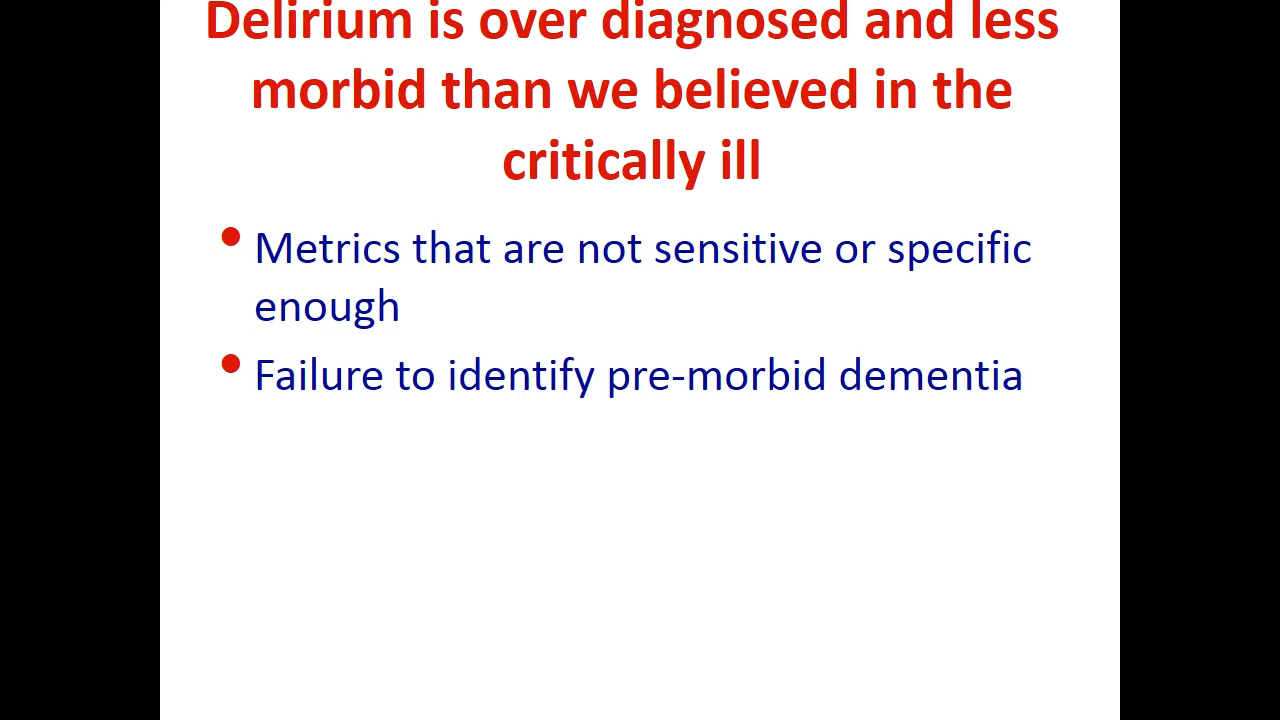 Delirium is over diagnosed and less
morbid than we believed in the
critically ill
• Metrics that are not sensitive or specific
enough
• Failure to identify pre-morbid dementia